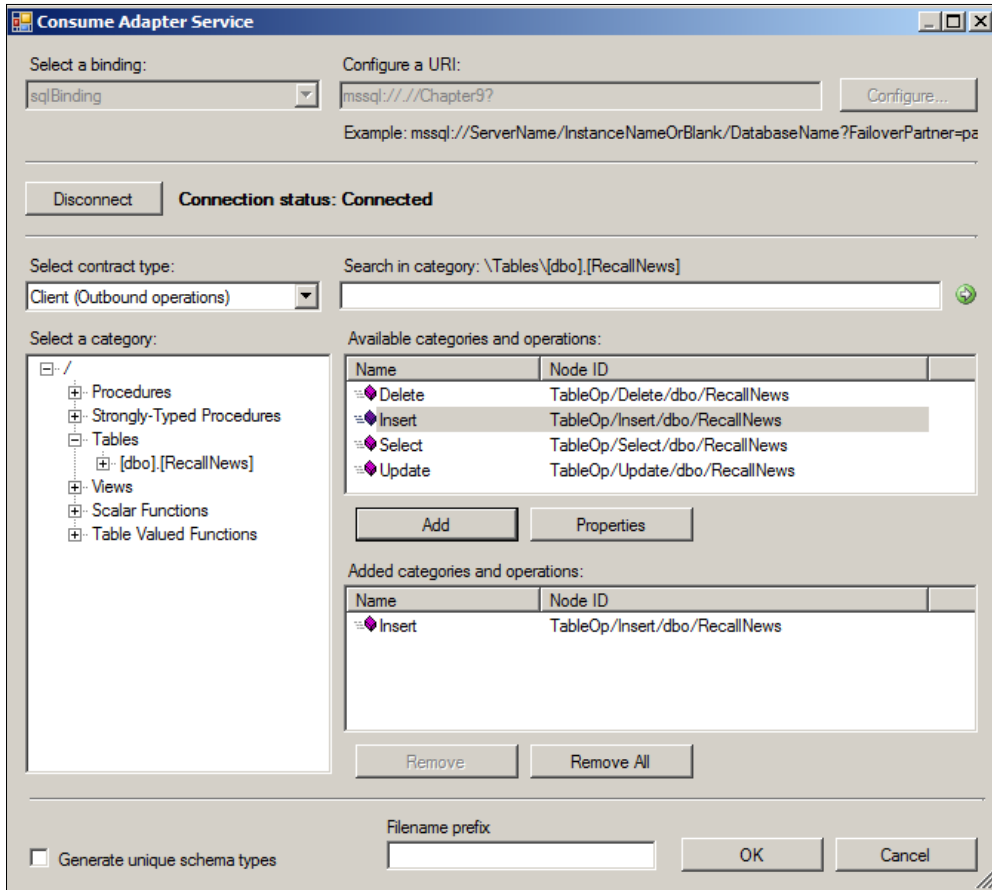 Consume Adapter Service
Select a binding:
Configure a URI:
sqlBinding
mssql://.//Chapter9?
Configure...
Example: mssql://ServerName/InstanceNameOrBlank/DatabaseName?FailoverPartner=pa
Disconnect
Connection status: Connected
Select contract type:
Search in category: \Tables\[dbo].[RecallNews]
Client (Outbound operations)
Select a category:
Available categories and operations:
/
Procedures
Strongly-Typed Procedures
Tables
[dbo].[RecallNews]
Views
Scalar Functions
Table Valued Functions
Name Node ID
Delete TableOp/Delete/dbo/RecallNews
Insert TableOp/Insert/dbo/RecallNews
Select TableOp/Select/dbo/RecallNews
Update TableOp/Update/dbo/RecallNews
Add
Properties
Added categories and operations:
Name Node ID
Insert TableOp/Insert/dbo/RecallNews
Remove
Remove All
Filename prefix
Generate unique schema types
OK
Cancel